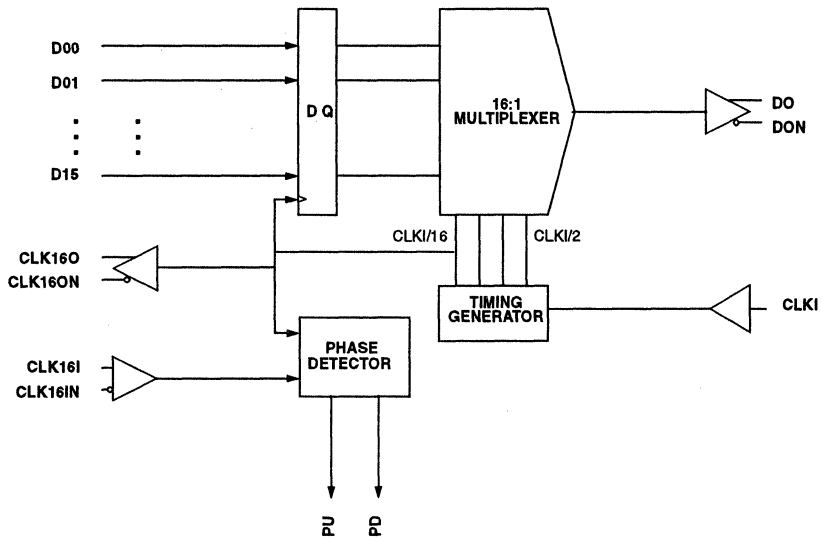 D00
D01
D15
D Q
16:1
MULTIPLEXER
DO
DON
CLKI/16
CLKI/2
CLK16O
CLK16ON
TIMING
GENERATOR
CLKI
PHASE
DETECTOR
CLK16I
CLK16IN
PU
PD